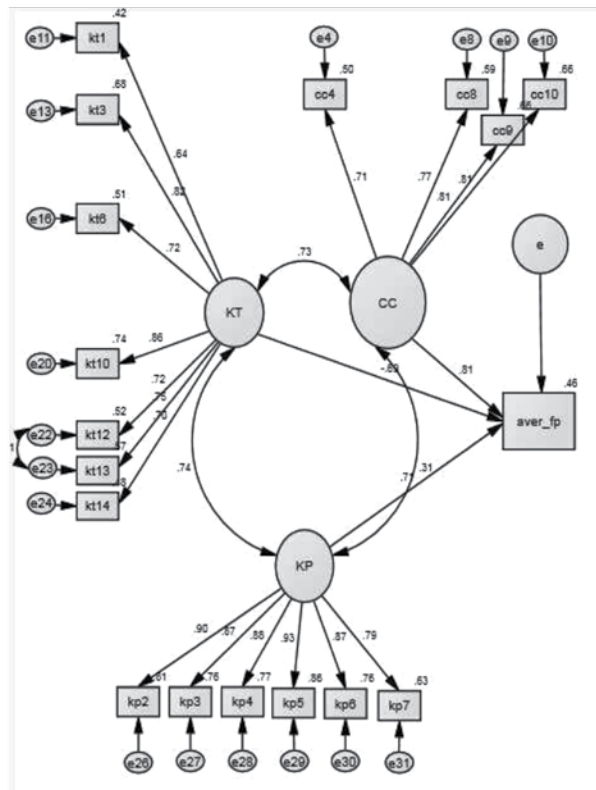 .42
e11 kt1
.68
e13 kt3
.64
.82
.51
e16 kt6
.72
e4
.50
cc4
.71
e8 e9 e10
.59
.66
cc8 cc10
cc9
.77
.81
.81
e
.73
KT
CC
.74
.86
e20 kt10
.72
.52
e22 kt12
1
e23 kt13
.70
e24 kt14
.81
.46
aver_fp
.74
.71
.31
KP
.90
.87
.88
.93
.87
.79
.76
.77
.86
.76
.63
kp2 kp3 kp4 kp5 kp6 kp7
e26 e27 e28 e29 e30 e31